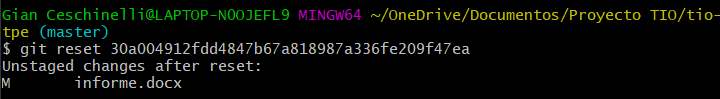 Gian Ceschinelli@LAPTOP-NOOJEFL9 MINGW64 ~/OneDrive/Documentos/Proyecto TIO/tio-
tpe (master)
$ git reset 30a004912fdd4847b67a818987a336fe209f47ea
Unstaged changes after reset:
M       informe.docx